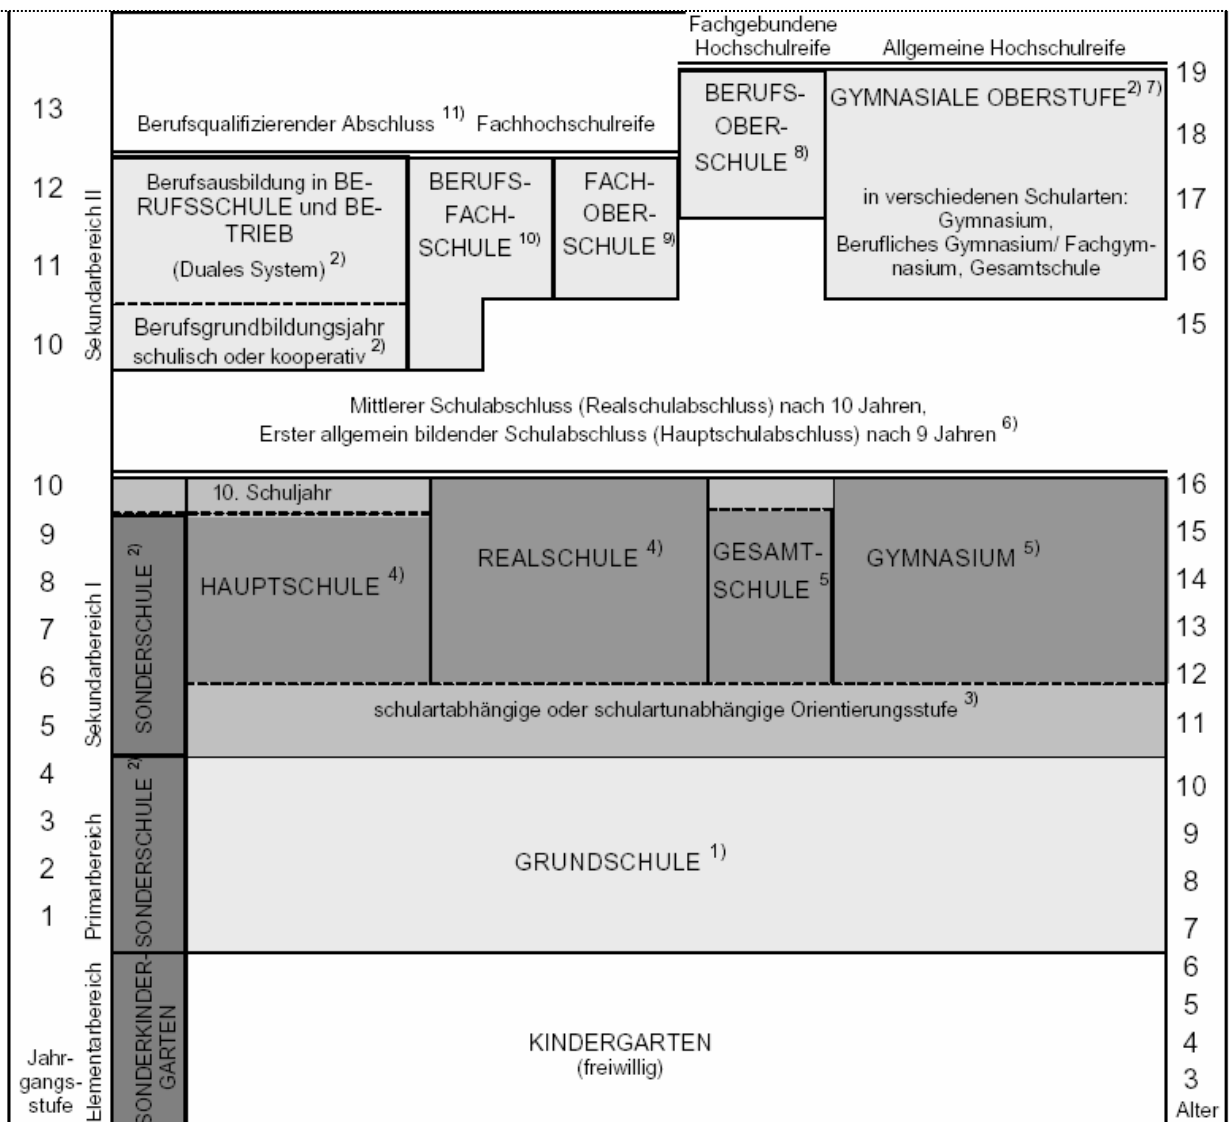 Fachgebundene
Hochschulreife
Allgemeine Hochschulreife
19
13
Berufsqualifizierender Abschluss 11)
Fachhochschulreife
BERUFS-
OBER-
SCHULE 8)
GYMNASIALE OBERSTUFE 2) 7)
18
12
Berufsausbildung in BE-
RUFSSCHULE und BE-
TRIEB
(Duales System) 2)
BERUFS-
FACH-
SCHULE 10)
FACH-
OBER-
SCHULE 9)
in verschiedenen Schularten:
Gymnasium,
Berufliches Gymnasium/ Fachgym-
nasium, Gesamtschule
17
11
16
Sekundarbereich II
10
Berufsgrundbildungsjahr
schulisch oder kooperativ 2)
15
Mittlerer Schulabschluss (Realschulabschluss) nach 10 Jahren,
Erster allgemein bildender Schulabschluss (Hauptschulabschluss) nach 9 Jahren 6)
10
10. Schuljahr
16
9
15
Sekundarbereich I
SONDERSCHULE 2)
HAUPTSCHULE 4)
REALSCHULE 4)
GESAMT-
SCHULE 5
GYMNASIUM 5)
8
14
7
13
6
12
5
schulartabhängige oder schulartunabhängige Orientierungsstufe 3)
11
4
10
Primarbereich
SONDERSCHULE 2)
3
9
2
GRUNDSCHULE 1)
8
1
7
Elementarbereich
SONDERKINDER-
GARTEN
KINDERGARTEN
(freiwillig)
6
5
4
3
Jahr-
gangs-
stufe
Alter